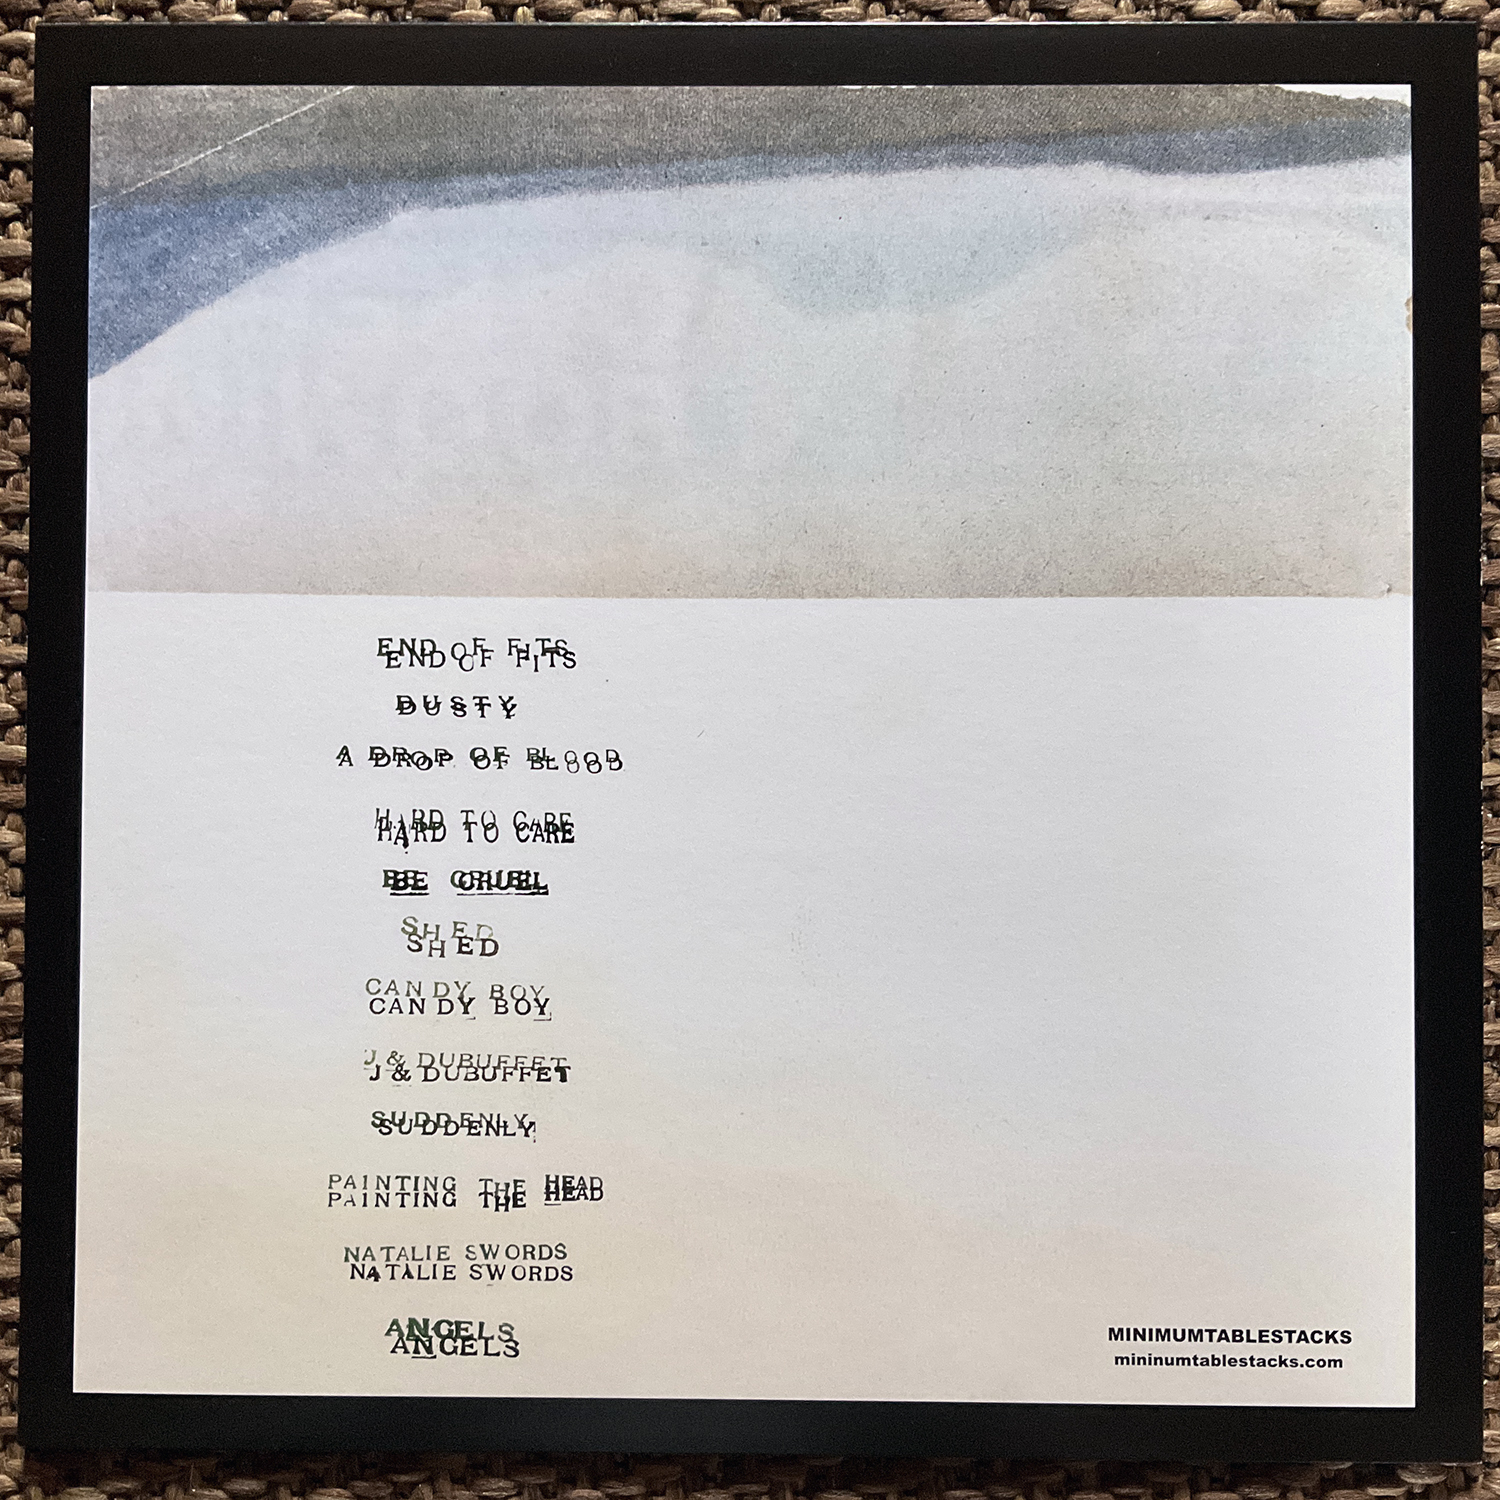 END OF FITS
DUSTY
A DROP OF BLOOD
HARD TO CARE
BE CRUEL
SHED
CANDY BOY
J & DUBUFFET
SUDDENLY
PAINTING THE HEAD
NATALIE SWORDS
ANGELS
MINIMUMTABLESTACKS
mininumtablestacks.com